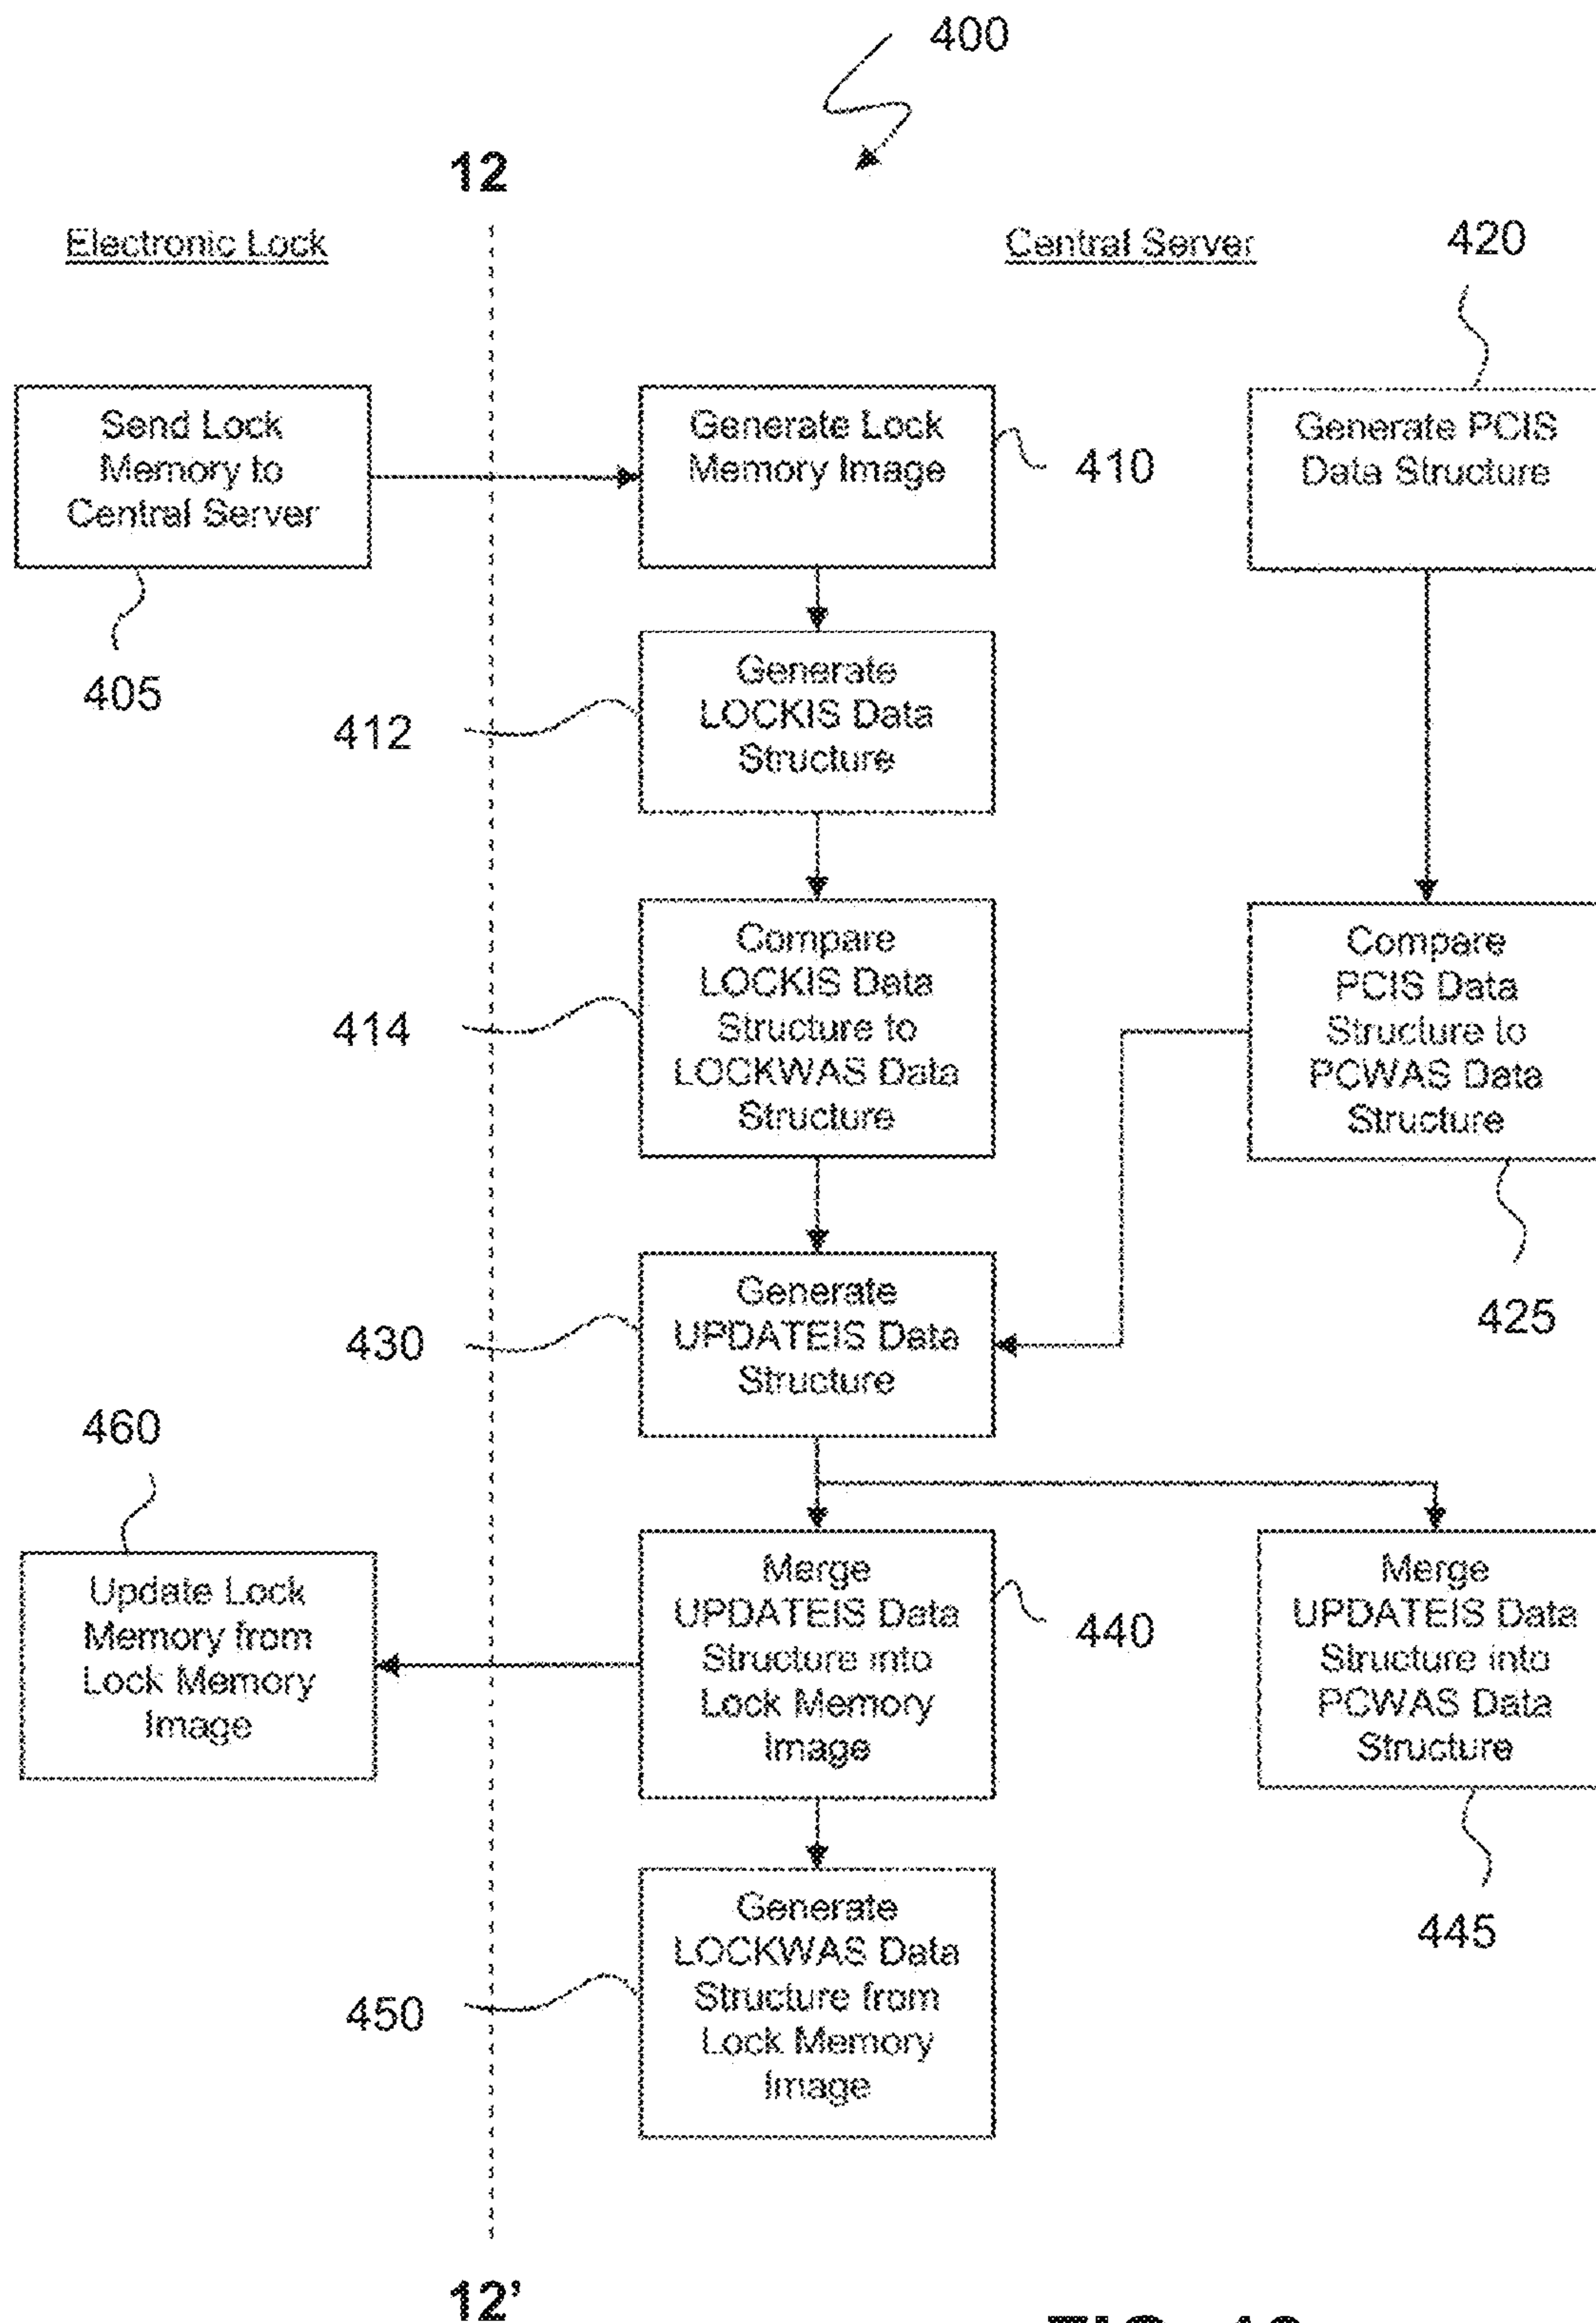 400
12
Electronic Lock
Central Server
420
Send Lock
Memory to
Central Server
405
Generate Lock
Memory Image
410
Generate PCIS
Data Structure
Generate
LOCKIS Data
Structure
412
Compare
LOCKIS Data
Structure to
LOCKWAS Data
Structure
414
Compare
PCIS Data
Structure to
PCWAS Data
Structure
425
Generate
UPDATEIS Data
Structure
430
460
Update Lock
Memory from
Lock Memory
Image
Merge
UPDATEIS Data
Structure into
Lock Memory
Image
440
Merge
UPDATEIS Data
Structure into
PCWAS Data
Structure
445
Generate
LOCKWAS Data
Structure from
Lock Memory
Image
450
12'